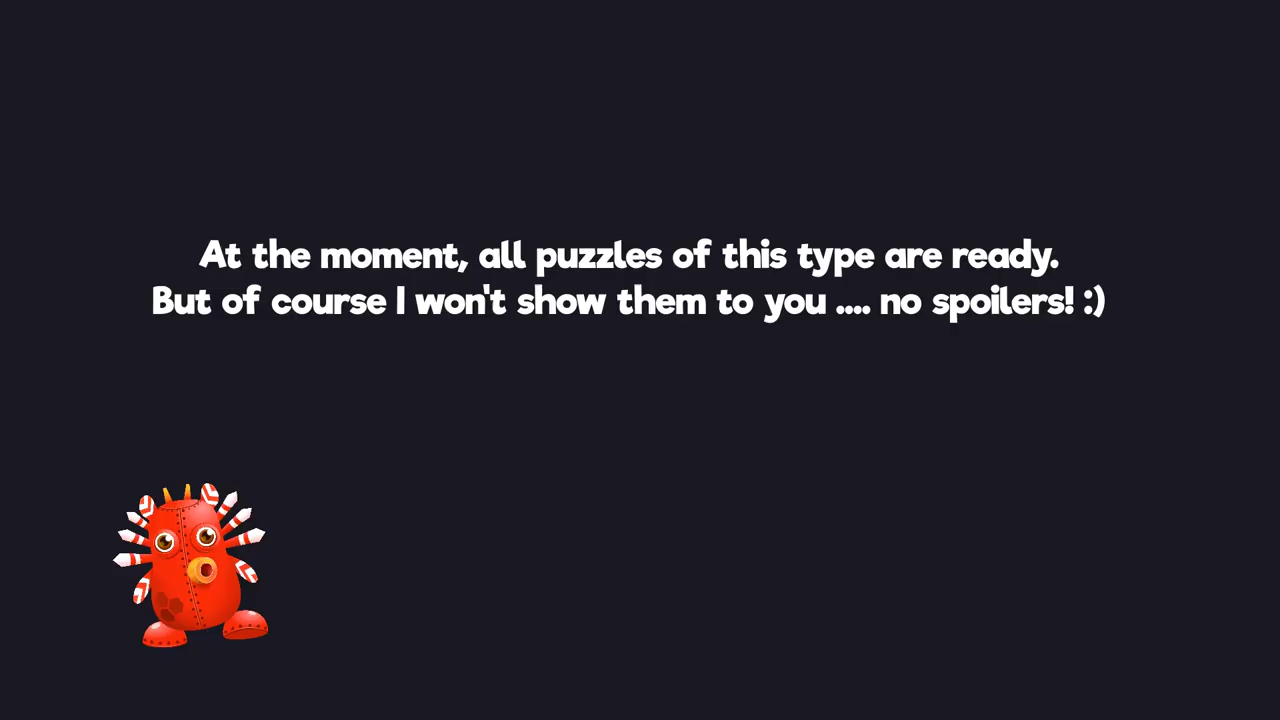 At the moment, all puzzles of this type are ready.
But of course I won't show them to you .... no spoilers! :)